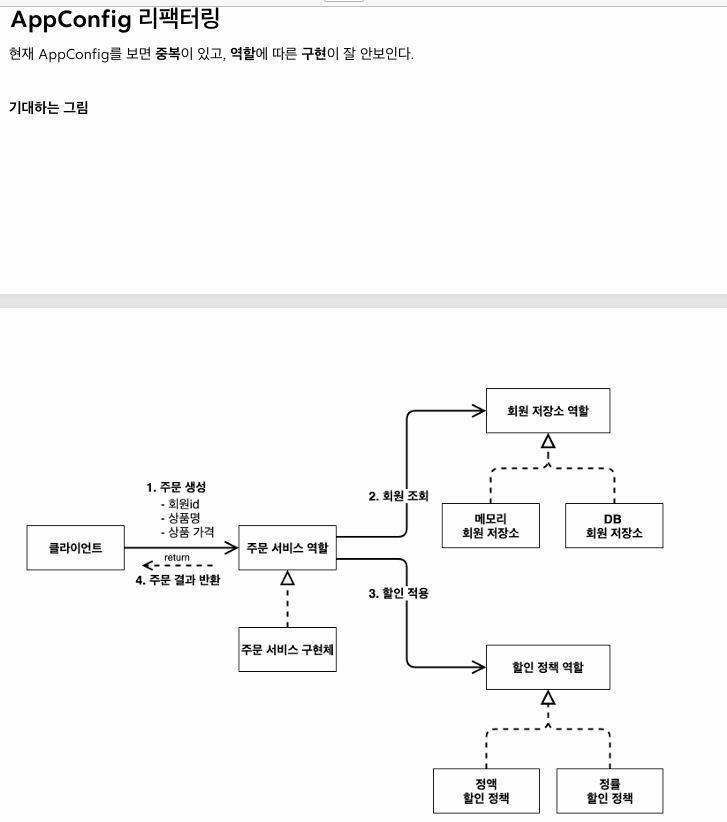 AppConfig 리팩터링
현재 AppConfig를 보면 중복이 있고, 역할에 따른 구현이 잘 안보인다.
기대하는 그림
회원 저장소 역할
1. 주문 생성
- 회원id
- 상품명
- 상품 가격
2. 회원 조회
메모리
회원 저장소
DB
회원 저장소
클라이언트
주문 서비스 역할
return
4. 주문 결과 반환
3. 할인 적용
주문 서비스 구현체
할인 정책 역할
정액
할인 정책
정률
할인 정책